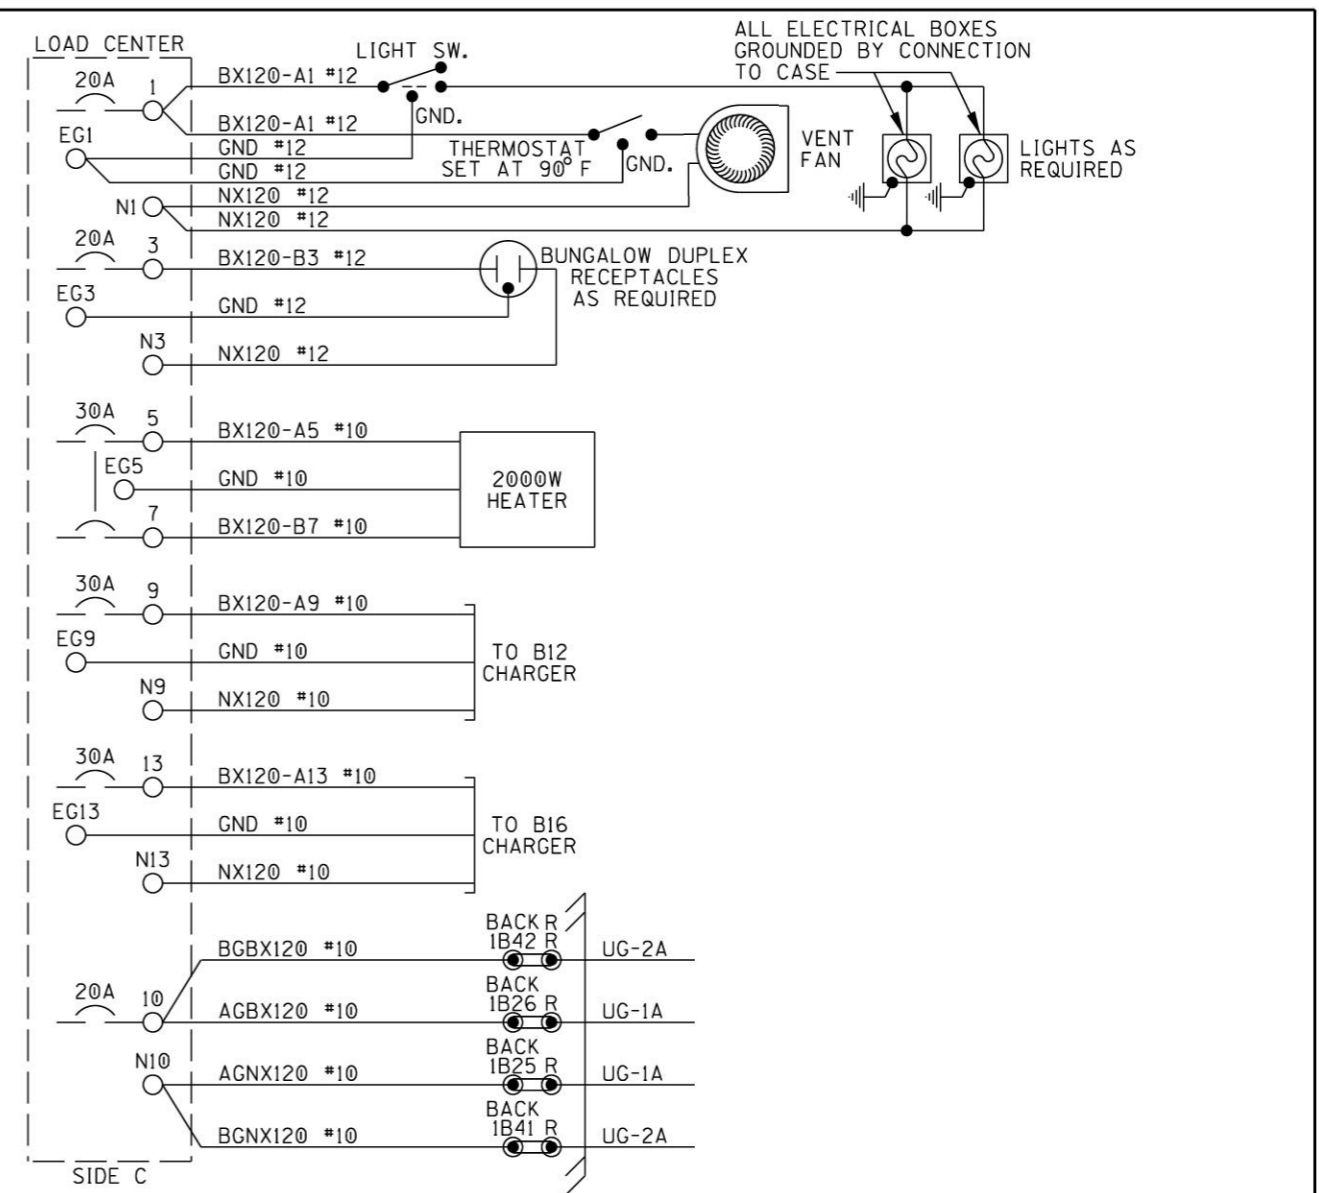 LOAD CENTER
LIGHT SW.
ALL ELECTRICAL BOXES
GROUNDED BY CONNECTION
TO CASE
20A
1
BX120-A1 #12
GND.
BX120-A1 #12
EG1
GND #12
GND #12
THERMOSTAT
SET AT 90° F
GND.
VENT
FAN
LIGHTS AS
REQUIRED
N1
NX120 #12
NX120 #12
20A
3
BX120-B3 #12
BUNGALOW DUPLEX
RECEPTACLES
AS REQUIRED
EG3
GND #12
N3
NX120 #12
30A
5
BX120-A5 #10
EG5
GND #10
2000W
HEATER
7
BX120-B7 #10
30A
9
BX120-A9 #10
EG9
GND #10
TO B12
CHARGER
N9
NX120 #10
30A
13
BX120-A13 #10
EG13
GND #10
TO B16
CHARGER
N13
NX120 #10
BACK R
1B42 R
BGBX120 #10
UG-2A
20A
10
BACK
1B26 R
AGBX120 #10
UG-1A
N10
BACK
1B25 R
AGNX120 #10
UG-1A
BACK
1B41 R
BGNX120 #10
UG-2A
SIDE C